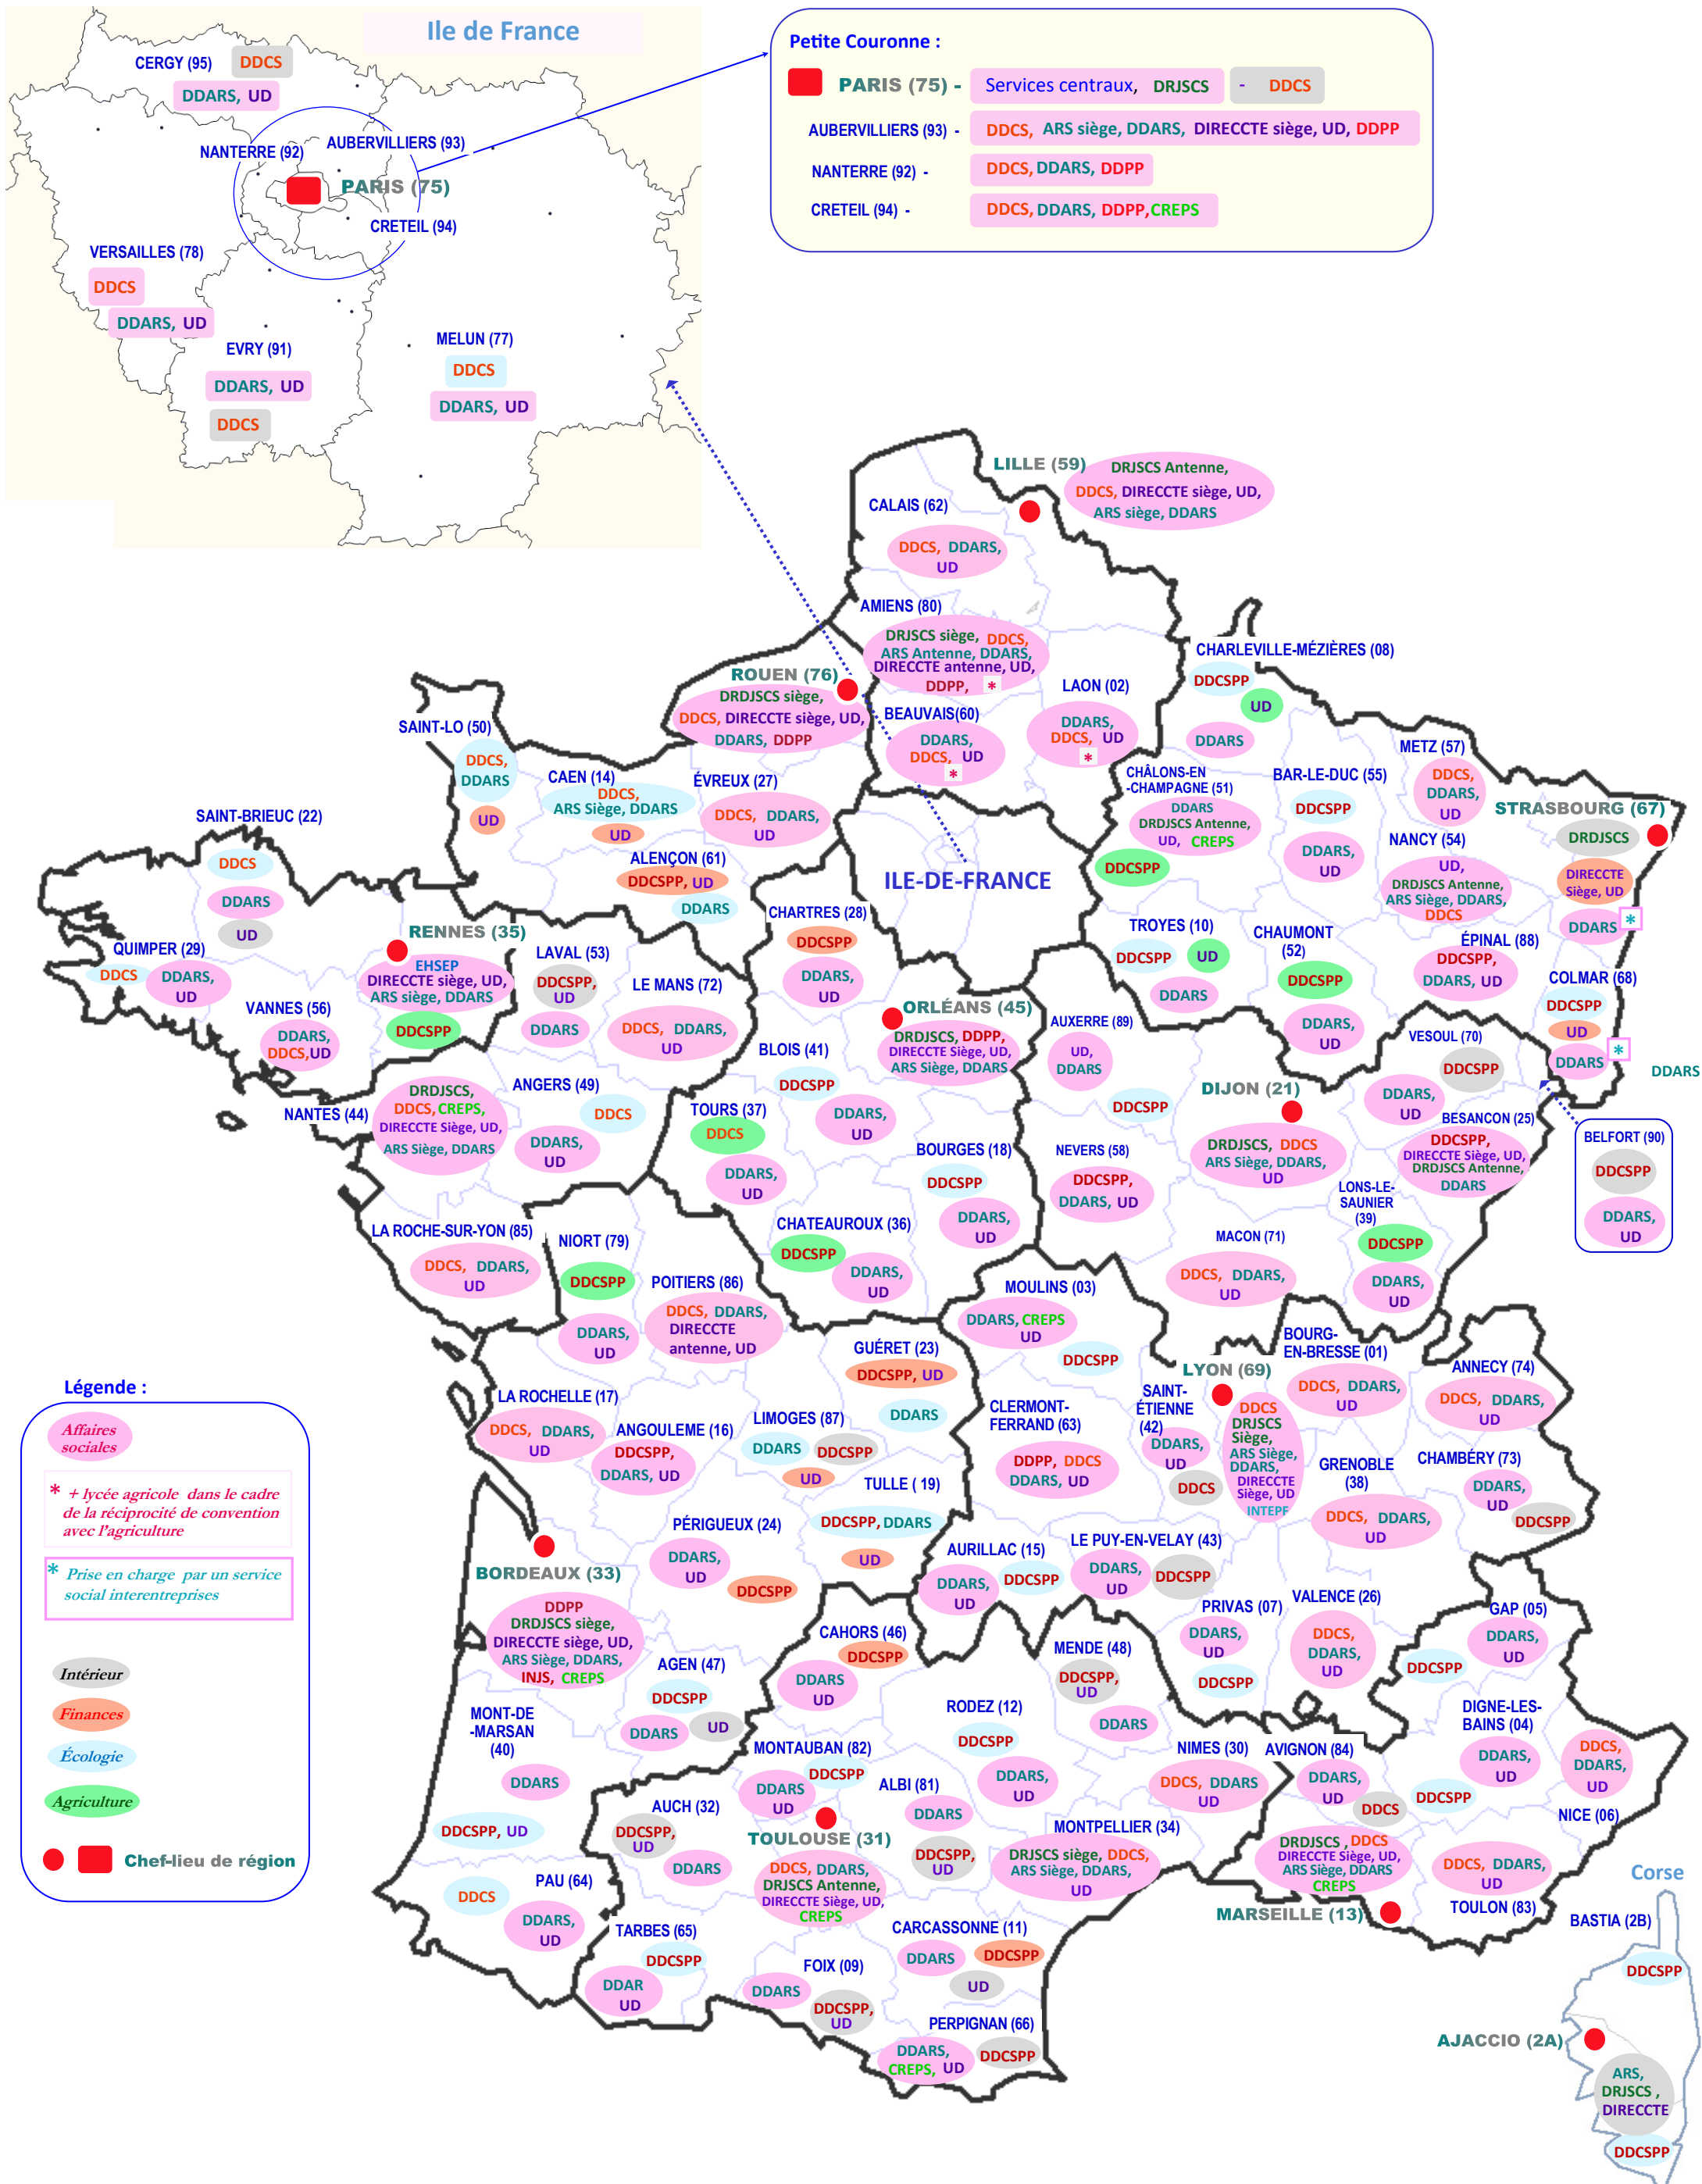 Ile de France
CERGY (95)
DDCS
DDARS, UD
NANTERRE (92)
AUBERVILLIERS (93)
PARIS (75)
CRETEIL (94)
VERSAILLES (78)
DDCS
DDARS, UD
EVRY (91)
DDARS, UD
DDCS
MELUN (77)
DDCS
DDARS, UD
Petite Couronne :
PARIS (75) - Services centraux, DRJSCS - DDCS
AUBERVILLIERS (93) - DDCS, ARS siège, DDARS, DIRECCTE siège, UD, DDPP
NANTERRE (92) - DDCS, DDARS, DDPP
CRETEIL (94) - DDCS, DDARS, DDPP, CREPS
LILLE (59)
DRJSCS Antenne,
DDCS, DIRECCTE siège, UD,
ARS siège, DDARS
CALAIS (62)
DDCS, DDARS,
UD
AMIENS (80)
DRJSCS siège, DDCS,
ARS Antenne, DDARS,
DIRECCTE antenne, UD,
DDPP, *
ROUEN (76)
DRDJSCS siège,
DDCS, DIRECCTE siège, UD,
DDARS, DDPP
BEAUVAIS(60)
DDARS,
DDCS, UD
*
LAON (02)
DDARS,
DDCS, UD
*
CHARLEVILLE-MÉZIÈRES (08)
DDCSPP
UD
DDARS
SAINT-LO (50)
DDCS,
DDARS
UD
CAEN (14)
DDCS,
ARS Siège, DDARS
UD
ÉVREUX (27)
DDCS, DDARS,
UD
ALENÇON (61)
DDCSPP, UD
DDARS
CHÂLONS-EN
-CHAMPAGNE (51)
DDARS
DRDJSCS Antenne,
UD, CREPS
DDCSPP
BAR-LE-DUC (55)
DDCSPP
DDARS,
UD
METZ (57)
DDCS,
DDARS,
UD
STRASBOURG (67)
DRDJSCS
DIRECCTE
Siège, UD
DDARS *
NANCY (54)
UD,
DRDJSCS Antenne,
ARS Siège, DDARS,
DDCS
SAINT-BRIEUC (22)
DDCS
DDARS
UD
ILE-DE-FRANCE
CHARTRES (28)
DDCSPP
DDARS,
UD
QUIMPER (29)
DDCS
DDARS,
UD
RENNES (35)
EHSEP
DIRECCTE siège, UD,
ARS siège, DDARS
DDCSPP
LAVAL (53)
DDCSPP,
UD
DDARS
LE MANS (72)
DDCS, DDARS,
UD
TROYES (10)
DDCSPP
UD
DDARS
CHAUMONT
(52)
DDCSPP
DDARS,
UD
ÉPINAL (88)
DDCSPP,
DDARS, UD
COLMAR (68)
DDCSPP
UD
DDARS *
DDARS
VANNES (56)
DDARS,
DDCS,UD
ORLÉANS (45)
DRDJSCS, DDPP,
DIRECCTE Siège, UD,
ARS Siège, DDARS
BLOIS (41)
DDCSPP
DDARS,
UD
AUXERRE (89)
UD,
DDARS
DDCSPP
DIJON (21)
DRDJSCS, DDCS
ARS Siège, DDARS,
UD
VESOUL (70)
DDCSPP
DDARS,
UD
BESANCON (25)
DDCSPP,
DIRECCTE Siège, UD,
DRDJSCS Antenne,
DDARS
BELFORT (90)
DDCSPP
DDARS,
UD
NANTES (44)
DRDJSCS,
DDCS, CREPS,
DIRECCTE Siège, UD,
ARS Siège, DDARS
ANGERS (49)
DDCS
DDARS,
UD
TOURS (37)
DDCS
DDARS,
UD
BOURGES (18)
DDCSPP
DDARS,
UD
NEVERS (58)
DDCSPP,
DDARS, UD
LONS-LE-
SAUNIER
(39)
DDCSPP
DDARS,
UD
LA ROCHE-SUR-YON (85)
DDCS, DDARS,
UD
NIORT (79)
DDCSPP
DDARS,
UD
POITIERS (86)
DDCS, DDARS,
DIRECCTE
antenne, UD
CHATEAUROUX (36)
DDCSPP
DDARS,
UD
MACON (71)
DDCS, DDARS,
UD
MOULINS (03)
DDARS, CREPS
UD
DDCSPP
GUÉRET (23)
DDCSPP, UD
DDARS
BOURG-
EN-BRESSE (01)
DDCS, DDARS,
UD
ANNECY (74)
DDCS, DDARS,
UD
LYON (69)
DDCS
DRJSCS
Siège,
ARS Siège,
DDARS,
DIRECCTE
Siège, UD
INTEPF
SAINT-
ÉTIENNE
(42)
DDARS,
UD
DDCS
CLERMONT-
FERRAND (63)
DDPP, DDCS
DDARS, UD
LA ROCHELLE (17)
DDCS, DDARS,
UD
ANGOULEME (16)
DDCSPP,
DDARS, UD
LIMOGES (87)
DDARS
DDCSPP
UD
TULLE ( 19)
DDCSPP, DDARS
UD
GRENOBLE
(38)
DDCS, DDARS,
UD
CHAMBÉRY (73)
DDARS,
UD
DDCSPP
Légende :
Affaires
sociales
* + lycée agricole dans le cadre
de la réciprocité de convention
avec l’agriculture
* Prise en charge par un service
social interentreprises
Intérieur
Finances
Écologie
Agriculture
Chef-lieu de région
PÉRIGUEUX (24)
DDARS,
UD
DDCSPP
BORDEAUX (33)
DDPP
DRDJSCS siège,
DIRECCTE siège, UD,
ARS Siège, DDARS,
INJS, CREPS
AURILLAC (15)
DDARS,
UD
DDCSPP
LE PUY-EN-VELAY (43)
DDARS,
UD
DDCSPP
PRIVAS (07)
DDARS,
UD
DDCSPP
VALENCE (26)
DDCS,
DDARS,
UD
GAP (05)
DDARS,
UD
DDCSPP
CAHORS (46)
DDCSPP
DDARS
UD
AGEN (47)
DDCSPP
DDARS
UD
MENDE (48)
DDCSPP,
UD
DDARS
RODEZ (12)
DDCSPP
DDARS,
UD
MONT-DE
-MARSAN
(40)
DDARS
DDCSPP, UD
MONTAUBAN (82)
DDCSPP
DDARS
UD
ALBI (81)
DDARS
DDCSPP,
UD
NIMES (30)
DDCS, DDARS
UD
AVIGNON (84)
DDARS,
UD
DDCS
DIGNE-LES-
BAINS (04)
DDARS,
UD
DDCSPP
DDCS,
DDARS,
UD
NICE (06)
AUCH (32)
DDCSPP,
UD
DDARS
TOULOUSE (31)
DDCS, DDARS,
DRJSCS Antenne,
DIRECCTE Siège, UD,
CREPS
MONTPELLIER (34)
DRJSCS siège, DDCS,
ARS Siège, DDARS,
UD
DRDJSCS , DDCS
DIRECCTE Siège, UD,
ARS Siège, DDARS
CREPS
MARSEILLE (13)
DDCS, DDARS,
UD
TOULON (83)
PAU (64)
DDCS
DDARS,
UD
TARBES (65)
DDCSPP
DDAR
UD
FOIX (09)
DDARS
DDCSPP,
UD
CARCASSONNE (11)
DDARS
DDCSPP
UD
PERPIGNAN (66)
DDARS,
CREPS, UD
DDCSPP
Corse
BASTIA (2B)
DDCSPP
AJACCIO (2A)
ARS,
DRJSCS ,
DIRECCTE
DDCSPP